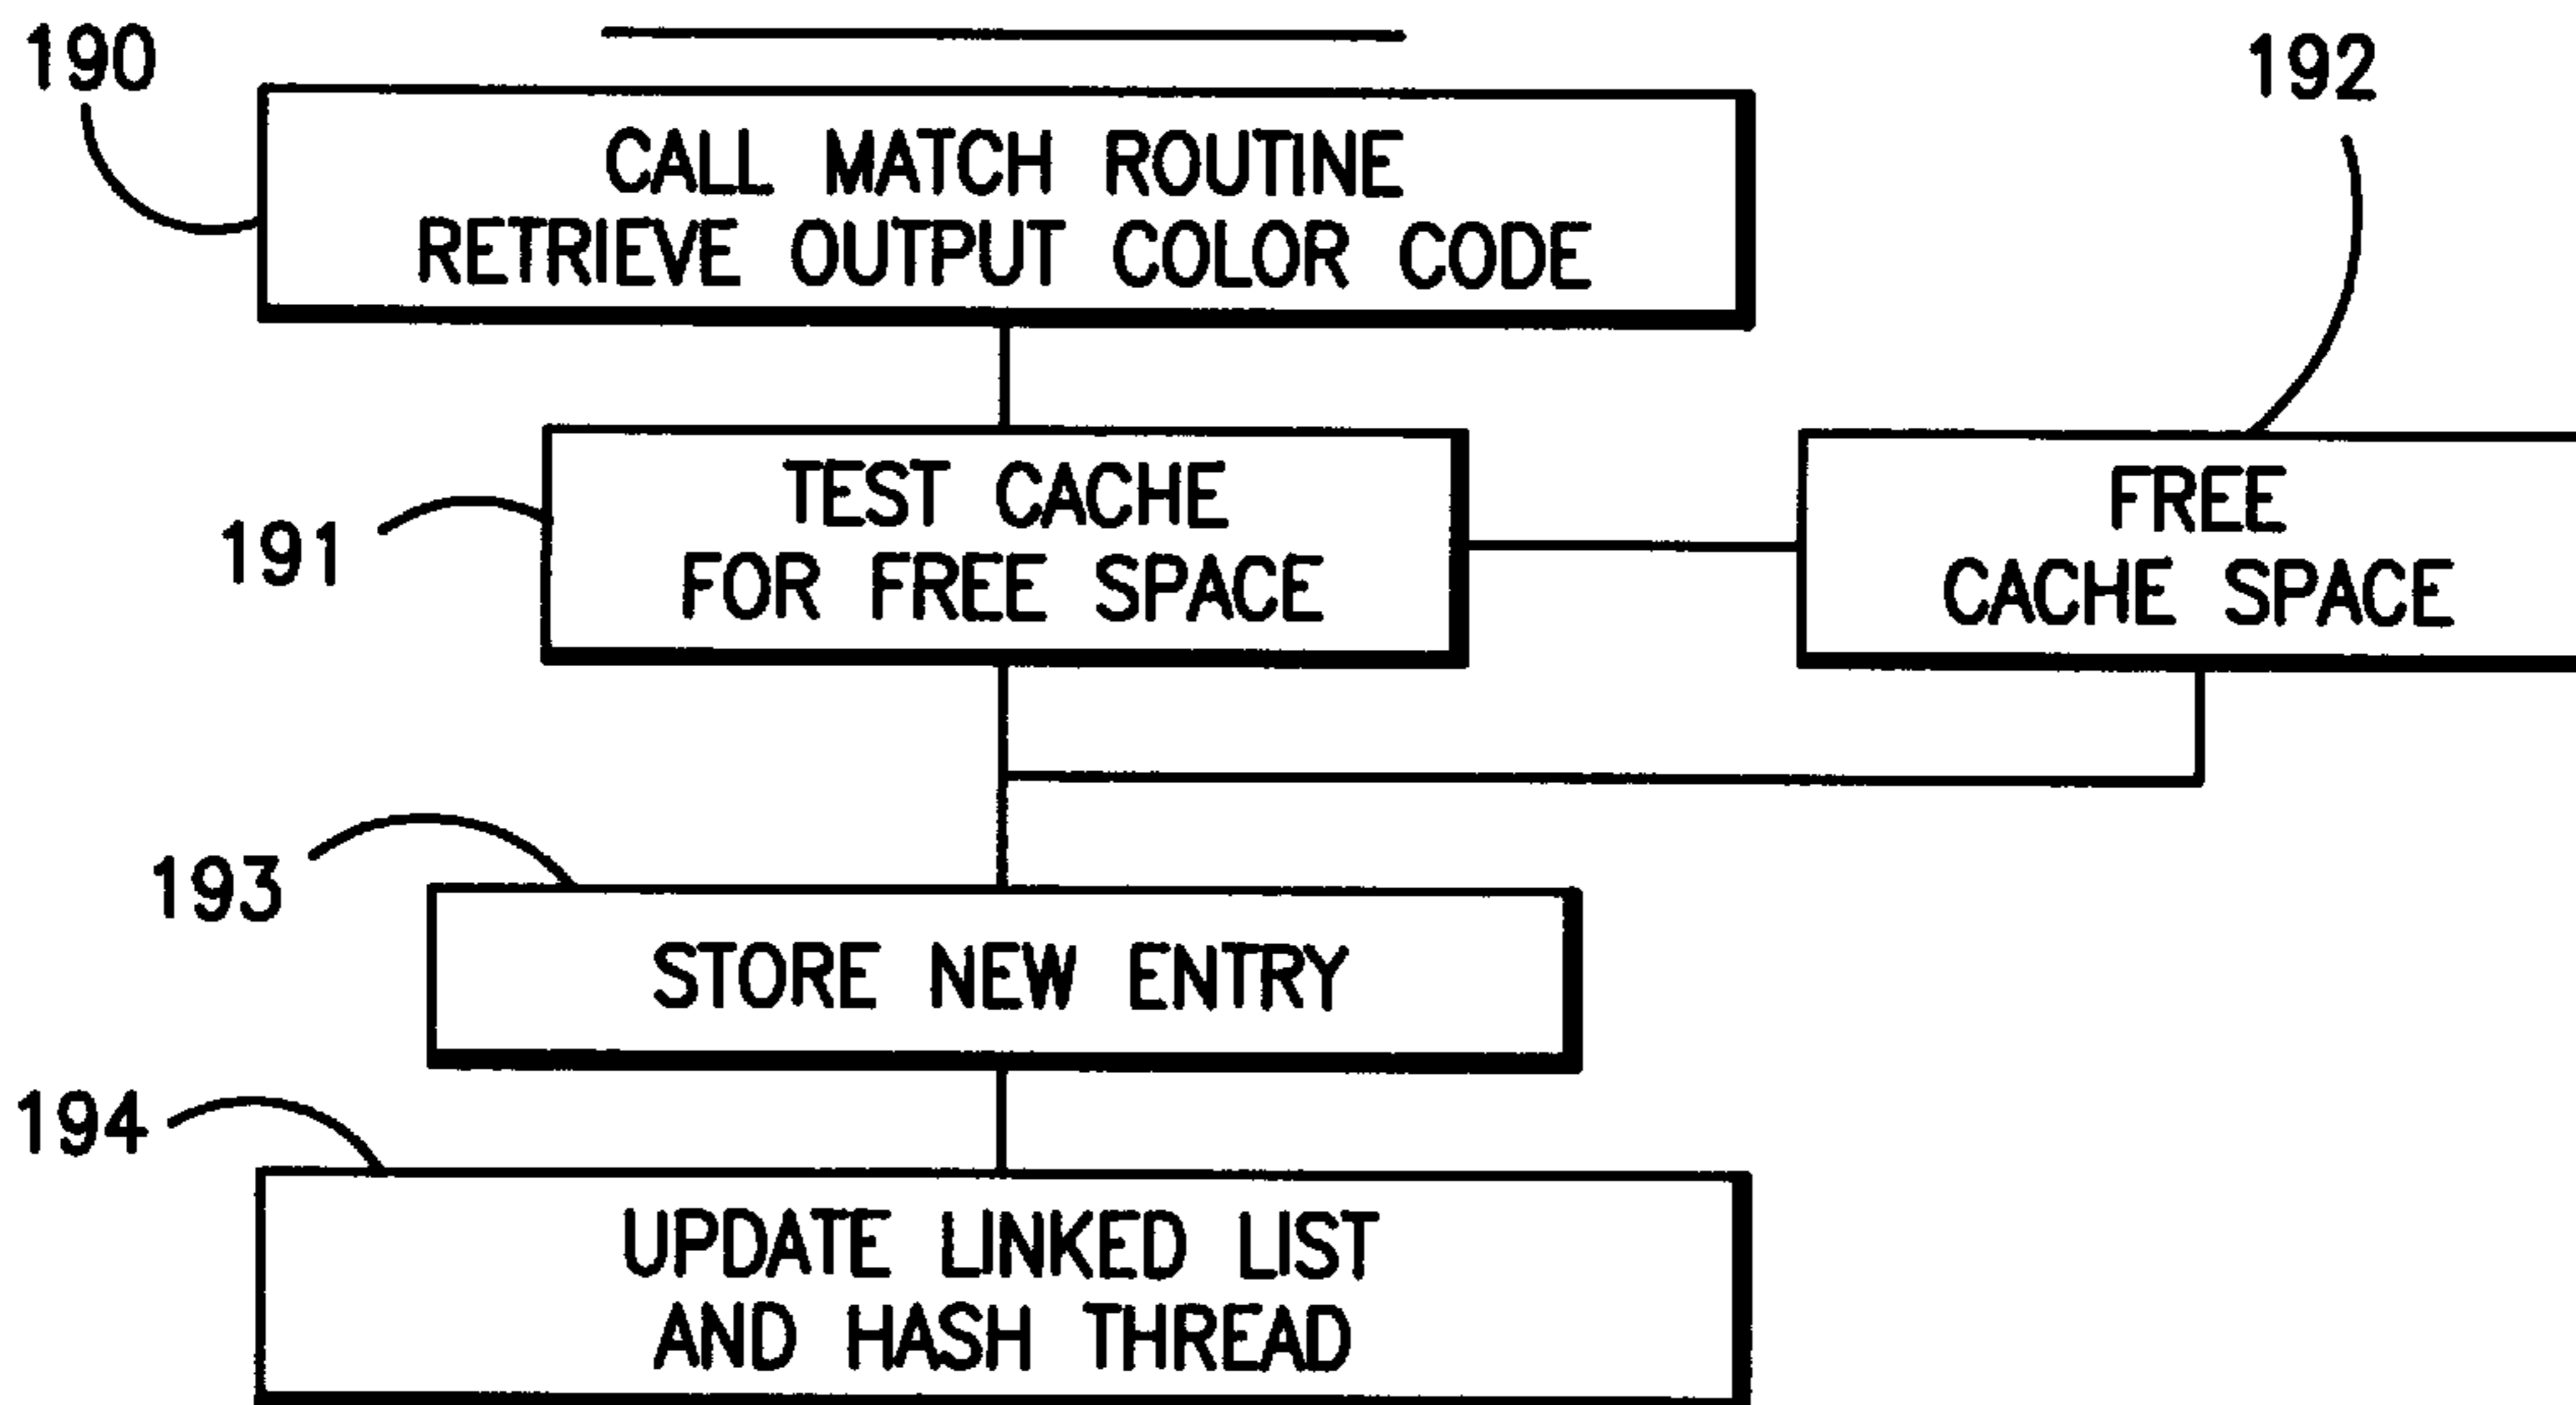 190
192
CALL MATCH ROUTINE
RETRIEVE OUTPUT COLOR CODE
191
TEST CACHE
FOR FREE SPACE
FREE
CACHE SPACE
193
STORE NEW ENTRY
194
UPDATE LINKED LIST
AND HASH THREAD